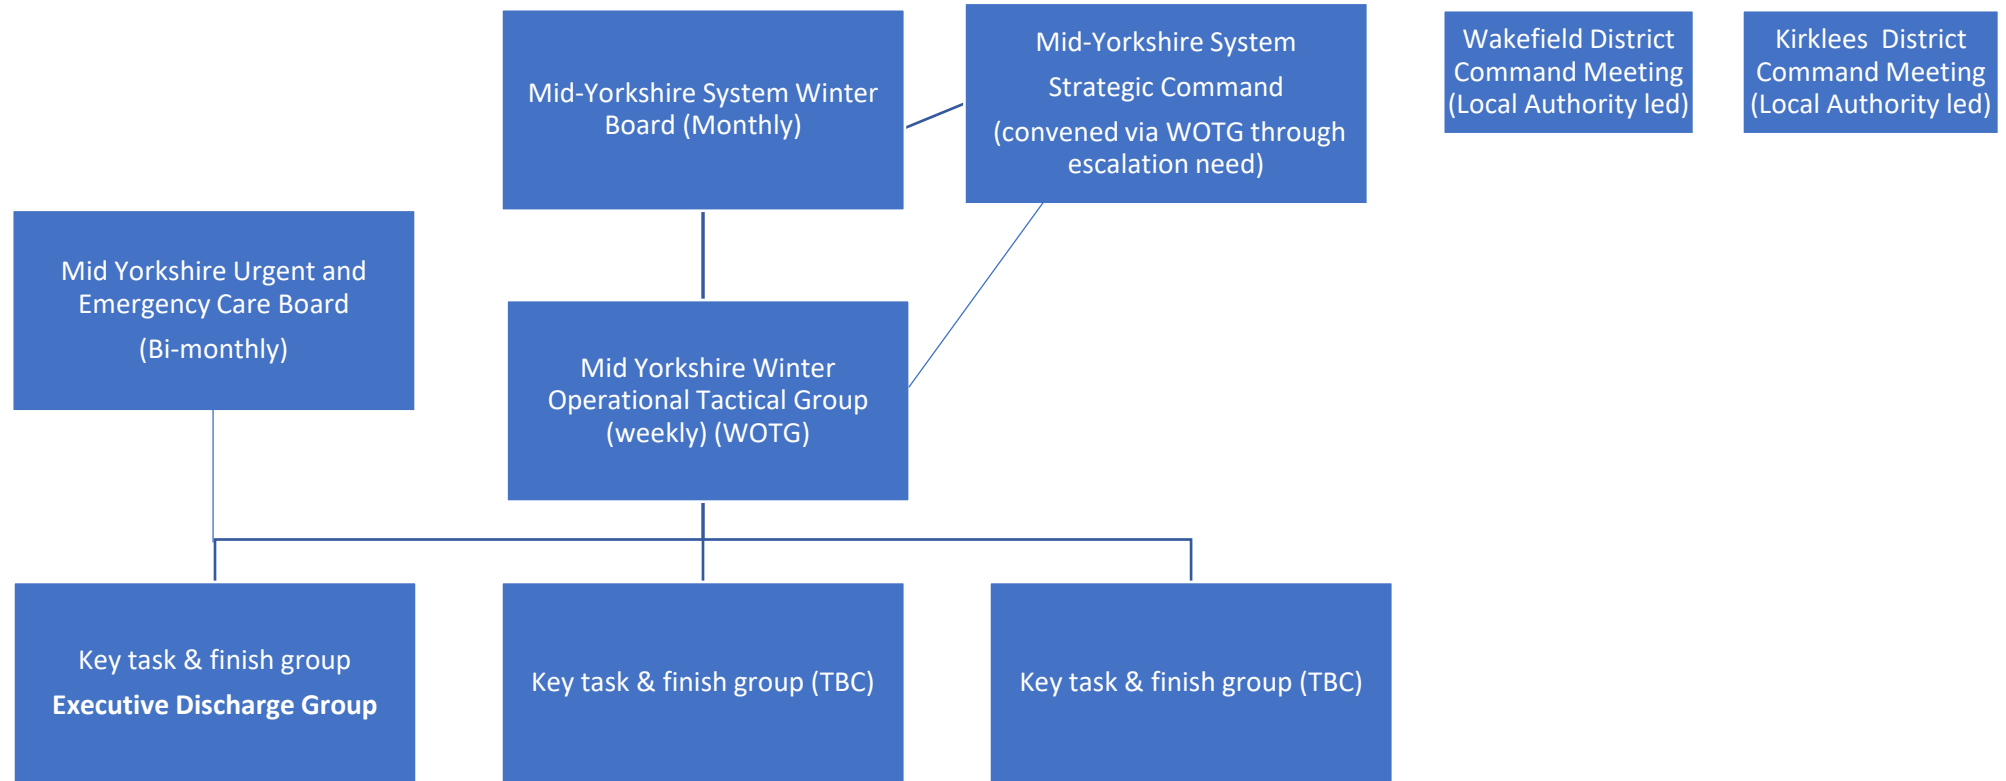 Mid-Yorkshire System Winter
Board (Monthly)
Mid-Yorkshire System
Strategic Command
(convened via WOTG through
escalation need)
Wakefield District
Command Meeting
(Local Authority led)
Kirklees  District
Command Meeting
(Local Authority led)
Mid Yorkshire Urgent and
Emergency Care Board
(Bi-monthly)
Mid Yorkshire Winter
Operational Tactical Group
(weekly) (WOTG)
Key task & finish group
Executive Discharge Group
Key task & finish group (TBC)
Key task & finish group (TBC)